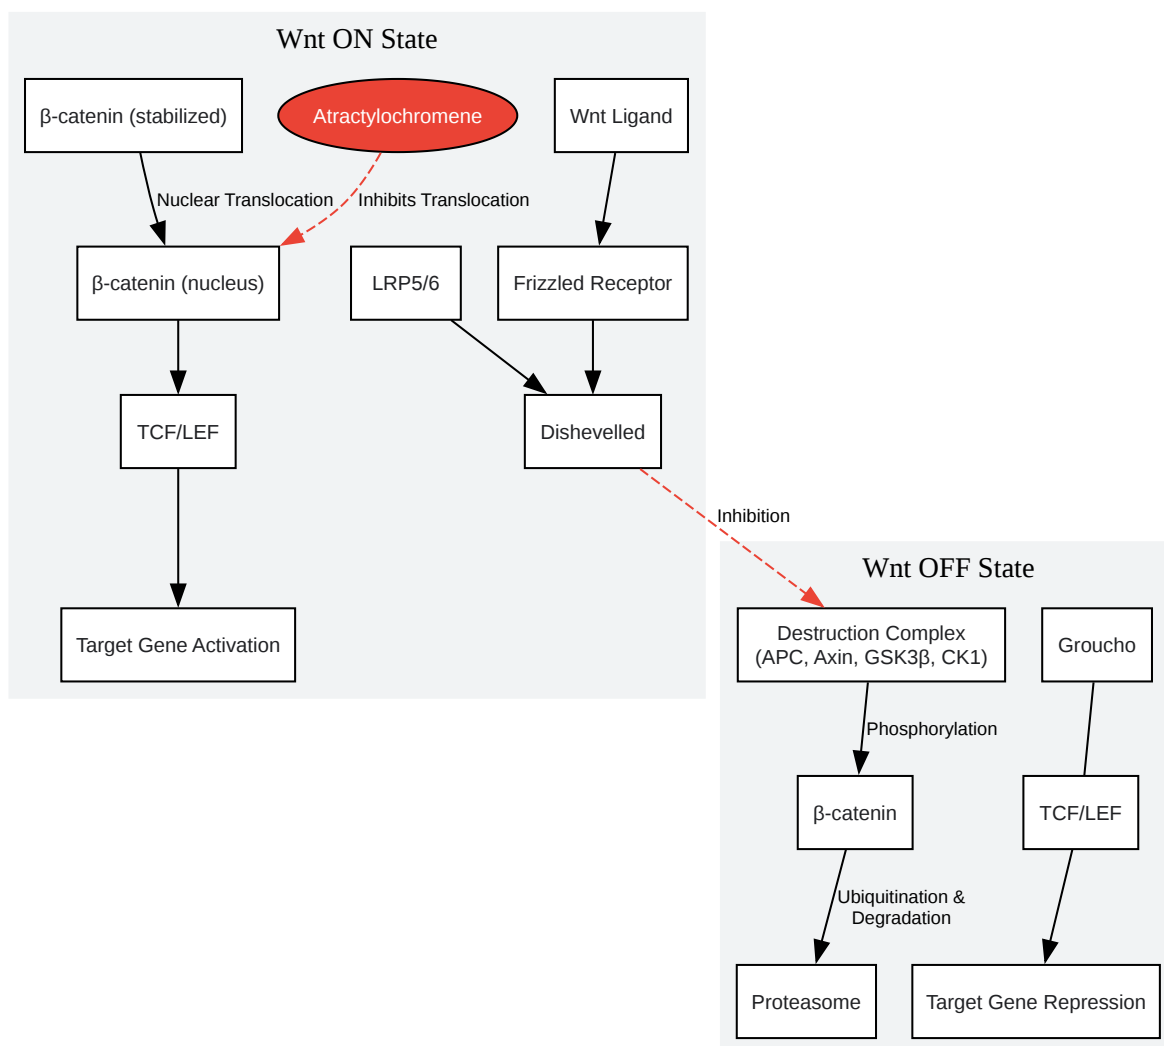 Wnt ON State
β-catenin (stabilized)
Atractylochromene
Wnt Ligand
Nuclear Translocation
Inhibits Translocation
β-catenin (nucleus)
LRP5/6
Frizzled Receptor
TCF/LEF
Dishevelled
Inhibition
Target Gene Activation
Wnt OFF State
Destruction Complex
(APC, Axin, GSK3β, CK1)
Groucho
Phosphorylation
β-catenin
TCF/LEF
Ubiquitination &
Degradation
Proteasome
Target Gene Repression